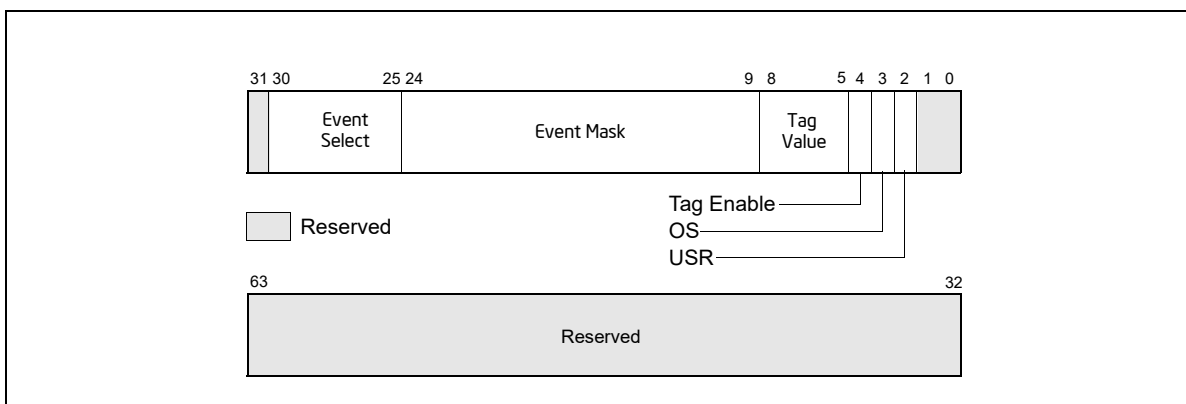 31 30 25 24 9 8 5 4 3 2 1 0
Event
Select
Event Mask
Tag
Value
Tag Enable
OS
USR
Reserved
63 32
Reserved